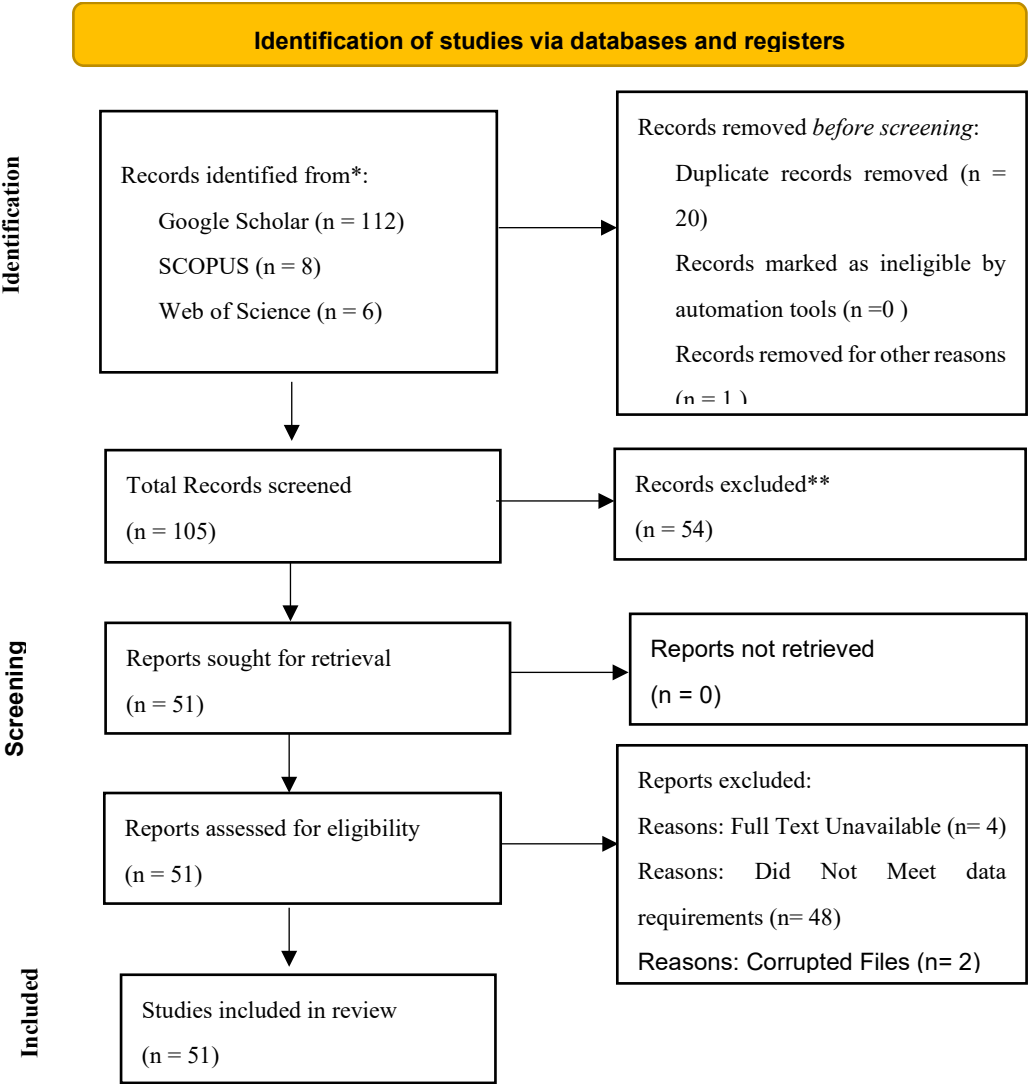 Identification of studies via databases and registers
Identification
Records identified from*:
Google Scholar (n = 112)
SCOPUS (n = 8)
Web of Science (n = 6)
Records removed before screening:
Duplicate records removed (n =
20)
Records marked as ineligible by
automation tools (n =0 )
Records removed for other reasons
(n = 1 )
Screening
Total Records screened
(n = 105)
Records excluded**
(n = 54)
Reports sought for retrieval
(n = 51)
Reports not retrieved
(n = 0)
Reports assessed for eligibility
(n = 51)
Reports excluded:
Reasons: Full Text Unavailable (n= 4)
Reasons: Did Not Meet data
requirements (n= 48)
Reasons: Corrupted Files (n= 2)
Included
Studies included in review
(n = 51)